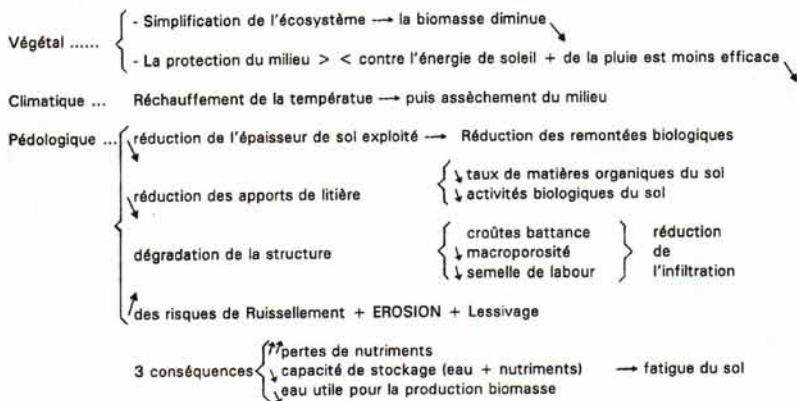 - Simplification de l'écosystème → la biomasse diminue
Végétal ......
- La protection du milieu > < contre l'énergie de soleil + de la pluie est moins efficace
Climatique ... Réchauffement de la températue → puis assèchement du milieu
Pédologique ... réduction de l'épaisseur de sol exploité → Réduction des remontées biologiques
réduction des apports de litière
↘ taux de matières organiques du sol
↘ activités biologiques du sol
dégradation de la structure
croûtes battance
↘ macroporosité
↘ semelle de labour
réduction
de
l'infiltration
↗ des risques de Ruissellement + EROSION + Lessivage
3 conséquences
↗↗ pertes de nutriments
↘ capacité de stockage (eau + nutriments) → fatigue du sol
↘ eau utile pour la production biomasse